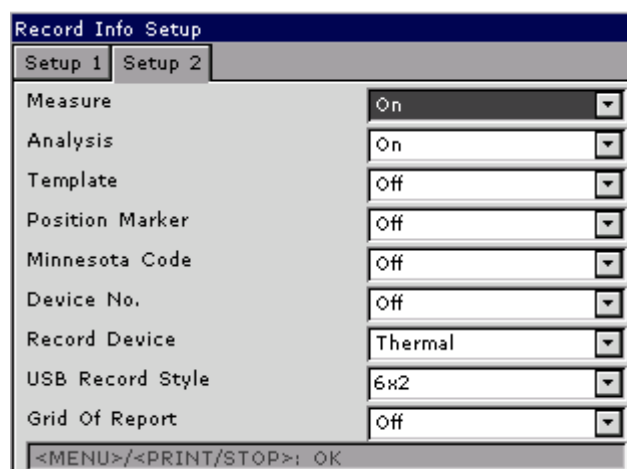 Record Info Setup
Setup 1 Setup 2
Measure On
Analysis On
Template Off
Position Marker Off
Minnesota Code Off
Device No. Off
Record Device Thermal
USB Record Style 6x2
Grid Of Report Off
<MENU>/<PRINT/STOP>: OK